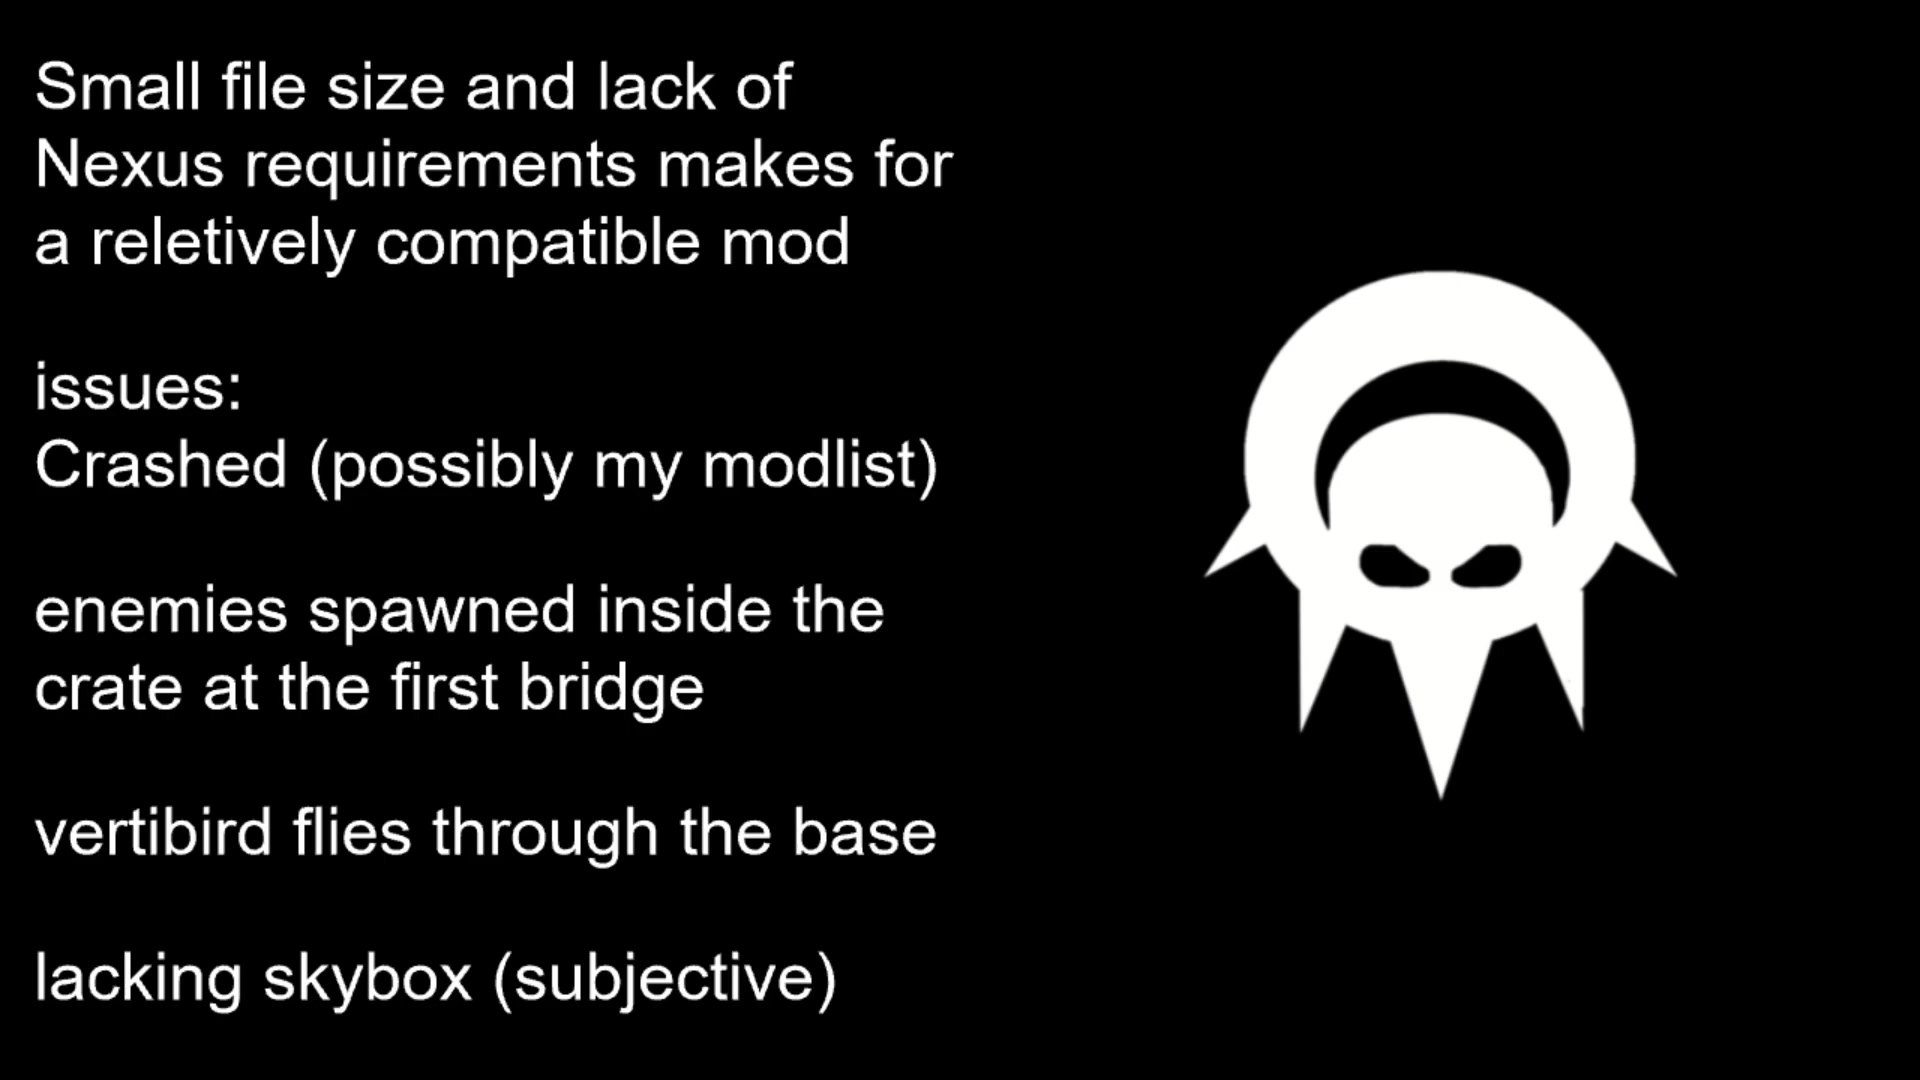 Small file size and lack of
Nexus requirements makes for
a reletively compatible mod
issues:
Crashed (possibly my modlist)
enemies spawned inside the
crate at the first bridge
vertibird flies through the base
lacking skybox (subjective)